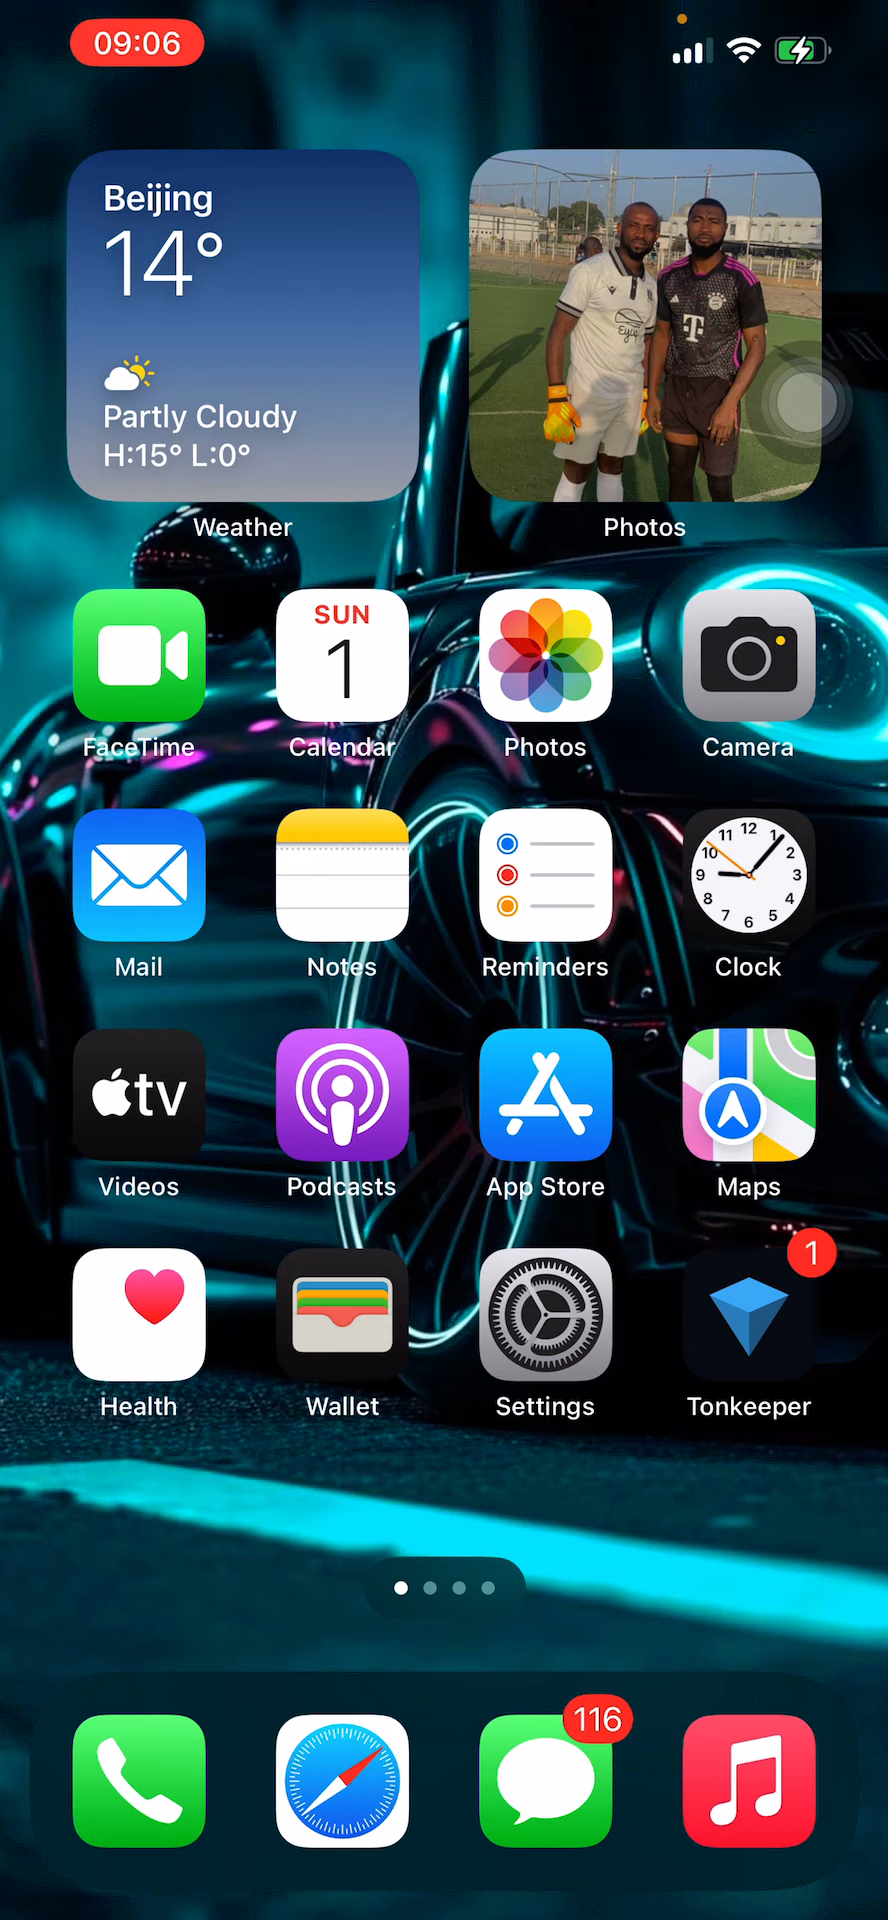 09:06
Beijing
14°
Partly Cloudy
H:15° L:0°
Weather
Eyup
T
Photos
SUN
1
FaceTime
Calendar
Photos
Camera
12
1
2
3
4
5
6
7
8
9
10
11
Mail
Notes
Reminders
Clock
tv
Videos
Podcasts
App Store
Maps
1
Health
Wallet
Settings
Tonkeeper
116